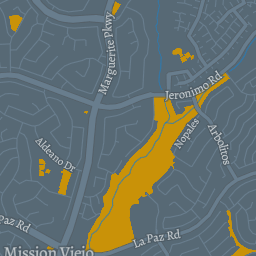 Marguerite Pkwy
Jeronimo Rd
Arbolitos
Nopales
Aldeano Dr
La Paz Rd
Paz Rd
Mission Viejo